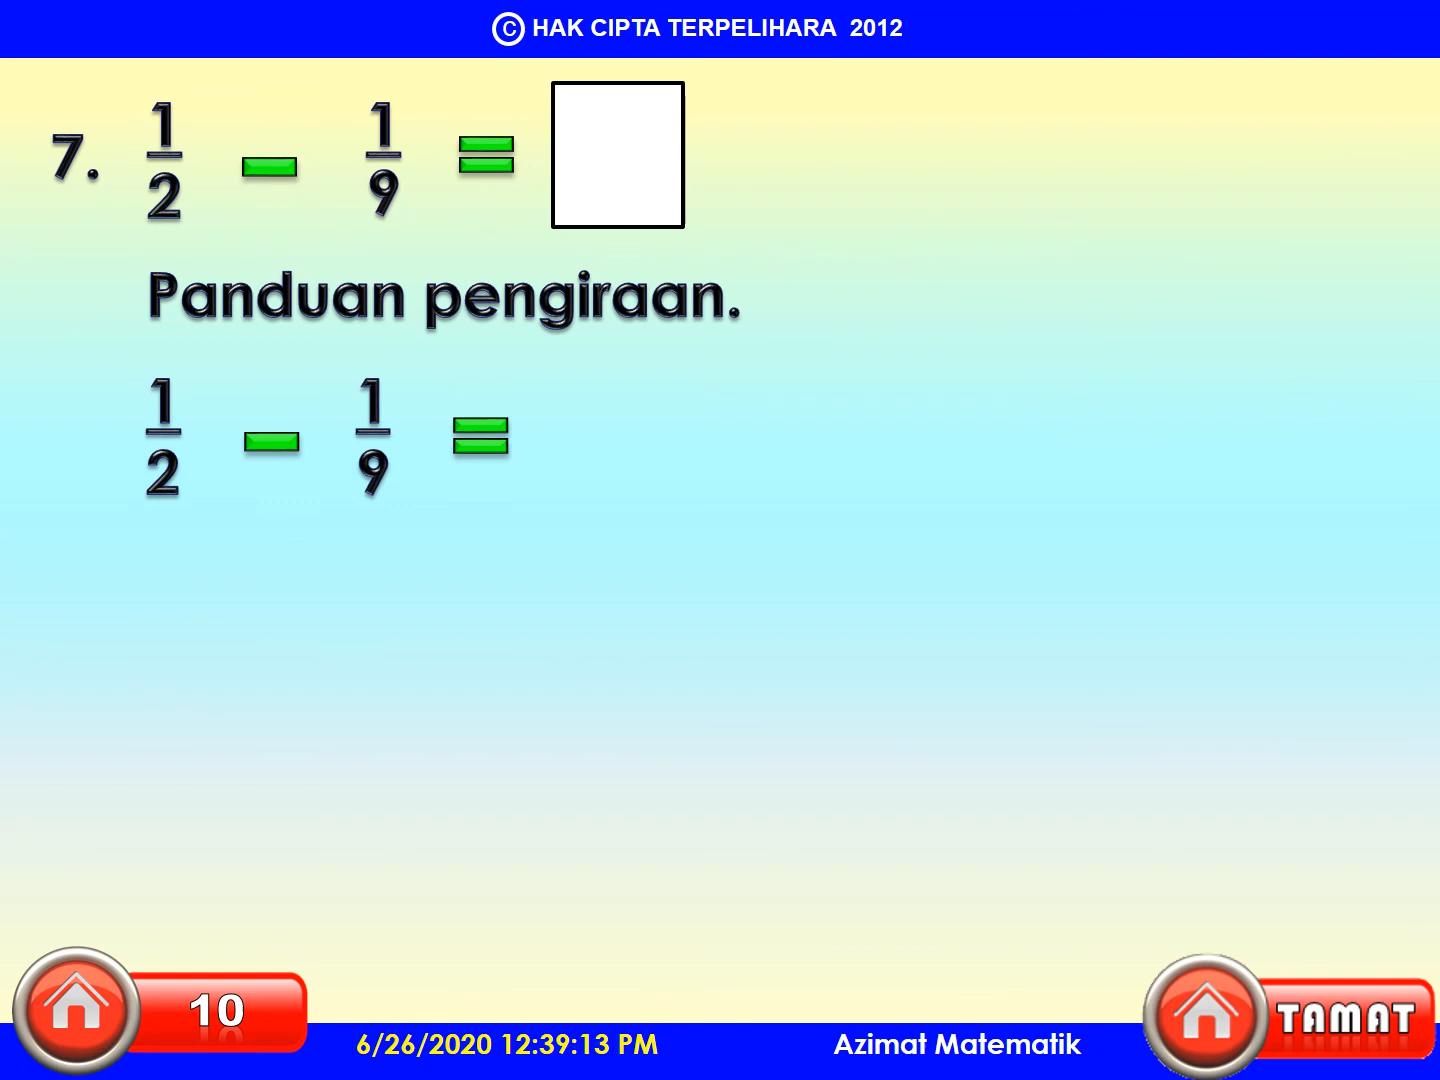 © HAK CIPTA TERPELIHARA 2012
7. 1/2 - 1/9 =
Panduan pengiraan.
1/2 - 1/9 =
10
6/26/2020 12:39:13 PM
Azimat Matematik
TAMAT